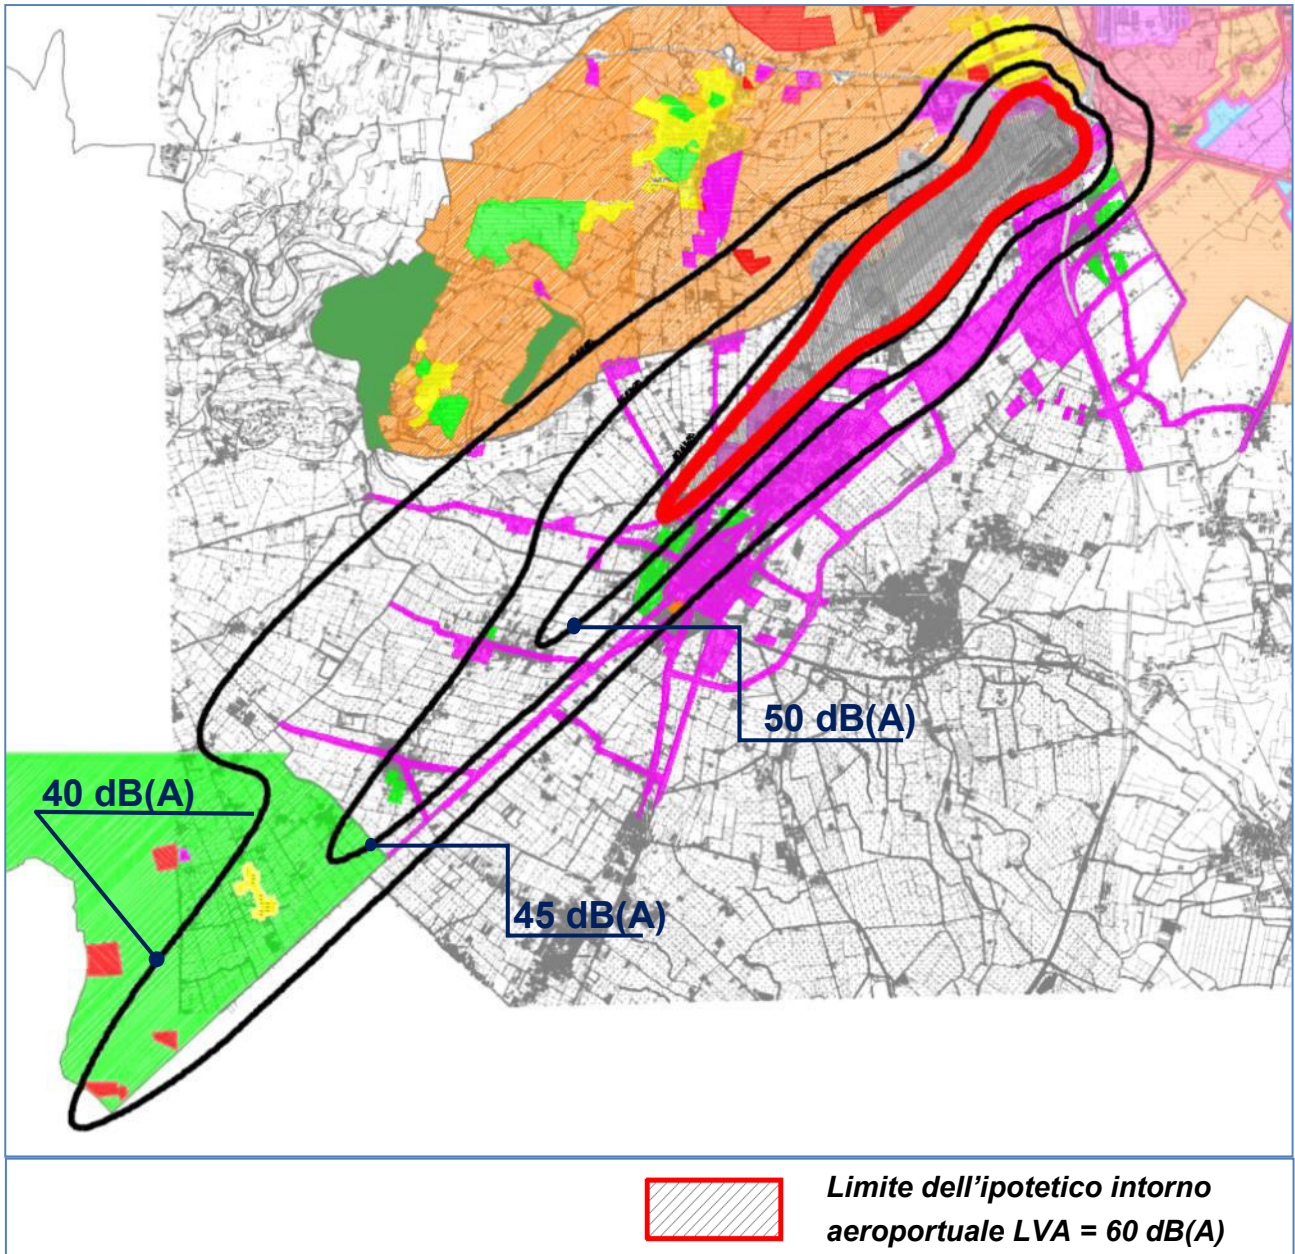 50 dB(A)
40 dB(A)
45 dB(A)
Limite dell’ipotetico intorno
aeroportuale LVA = 60 dB(A)